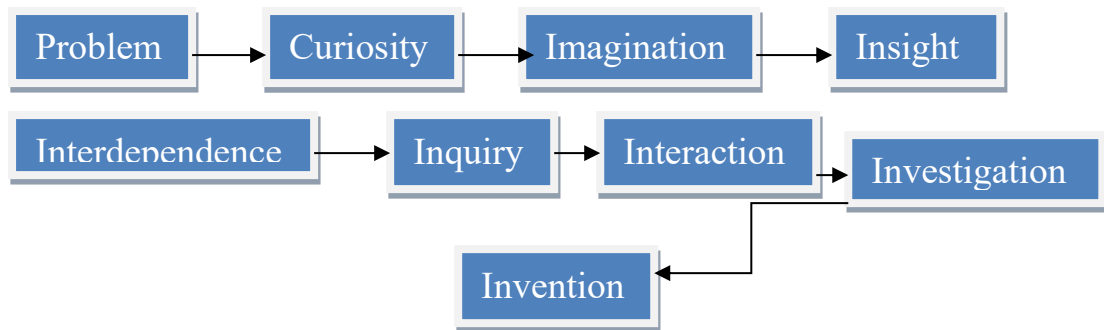 Problem Curiosity Imagination Insight
Interdependence Inquiry Interaction
Investigation
Invention